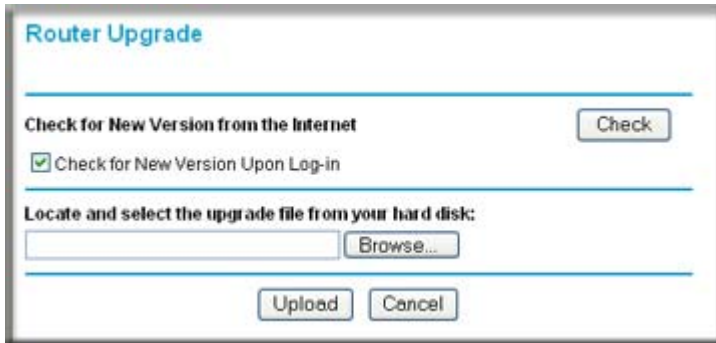 Router Upgrade
Check for New Version from the Internet
Check
Check for New Version Upon Log-in
Locate and select the upgrade file from your hard disk:
Browse...
Upload
Cancel